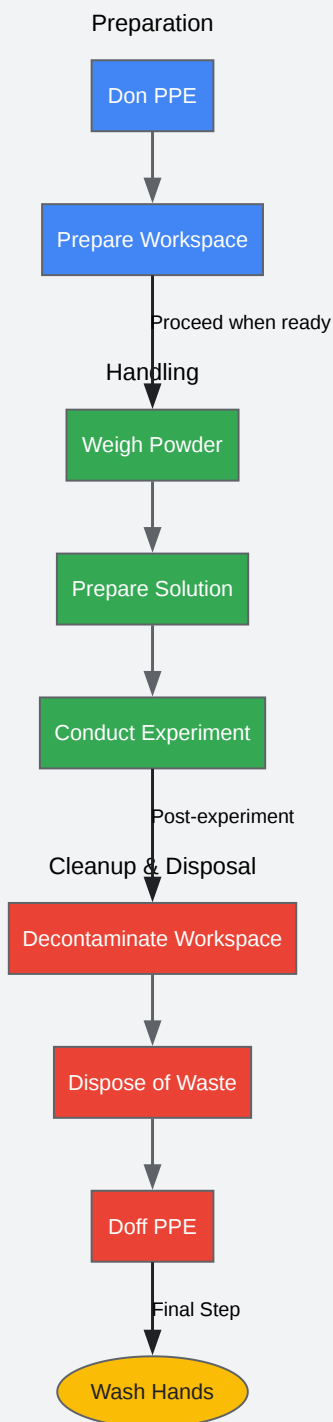 Preparation
Don PPE
Prepare Workspace
Proceed when ready
Handling
Weigh Powder
Prepare Solution
Conduct Experiment
Post-experiment
Cleanup & Disposal
Decontaminate Workspace
Dispose of Waste
Doff PPE
Final Step
Wash Hands